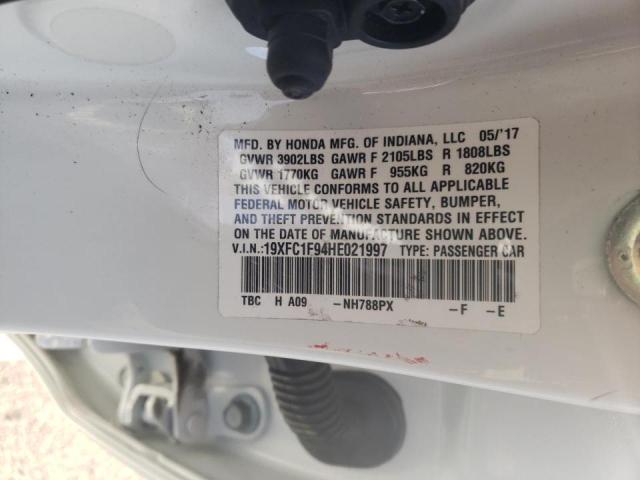 MFD. BY HONDA MFG. OF INDIANA, LLC 05/'17
GVWR 3902LBS GAWR F 2105LBS R 1808LBS
GVWR 1770KG GAWR F 955KG R 820KG
THIS VEHICLE CONFORMS TO ALL APPLICABLE
FEDERAL MOTOR VEHICLE SAFETY, BUMPER,
AND THEFT PREVENTION STANDARDS IN EFFECT
ON THE DATE OF MANUFACTURE SHOWN ABOVE.
V.I.N.:19XFC1F94HE021997 TYPE: PASSENGER CAR
TBC H A09 -NH788PX -F -E